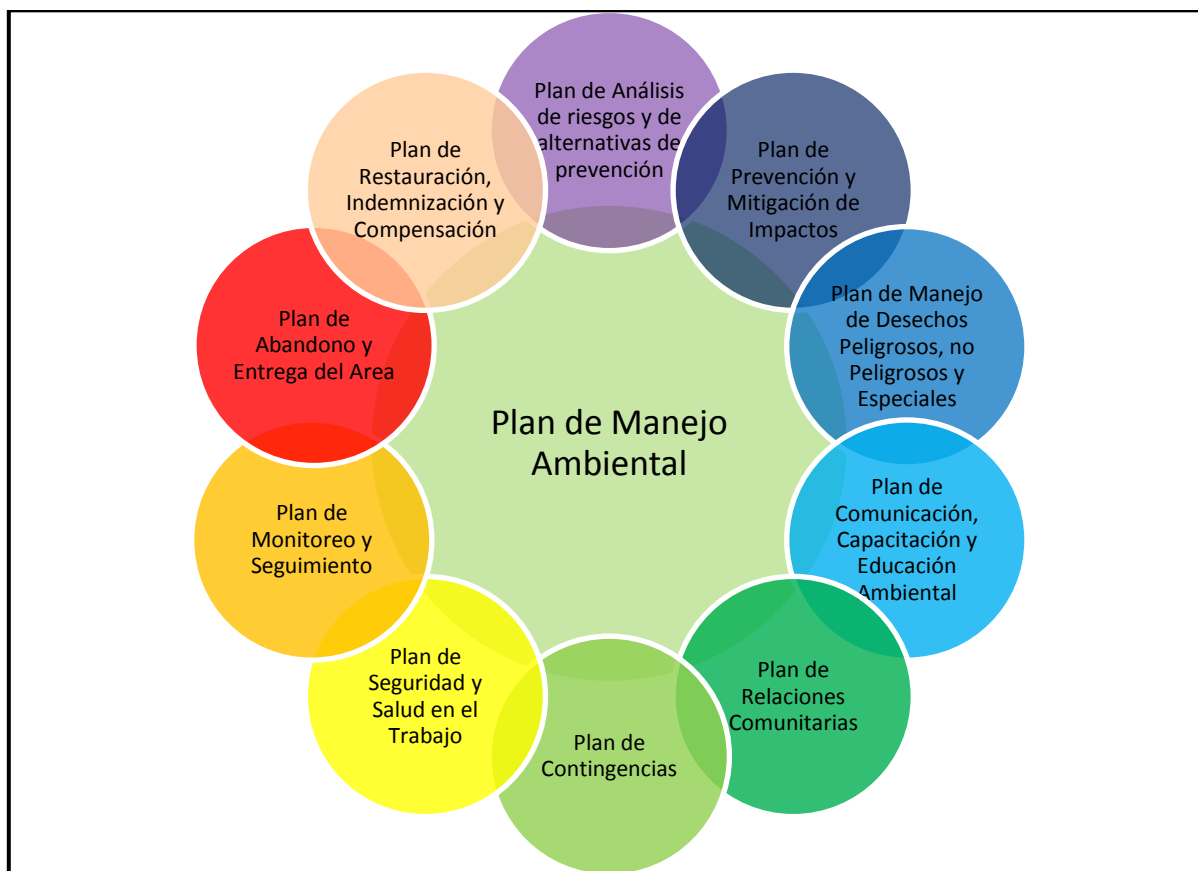 Plan de Análisis
de riesgos y de
alternativas de
prevención
Plan de
Prevención y
Mitigación de
Impactos
Plan de Manejo
de Desechos
Peligrosos, no
Peligrosos y
Especiales
Plan de
Comunicación,
Capacitación y
Educación
Ambiental
Plan de
Relaciones
Comunitarias
Plan de
Contingencias
Plan de
Seguridad y
Salud en el
Trabajo
Plan de
Monitoreo y
Seguimiento
Plan de
Abandono y
Entrega del Area
Plan de
Restauración,
Indemnización y
Compensación
Plan de Manejo
Ambiental